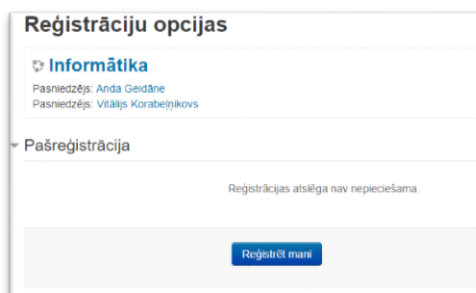 Reģistrāciju opcijas
Informātika
Pasniedzējs: Anda Geidāne
Pasniedzējs: Vitālijs Korabeļņikovs
Pašreģistrācija
Reģistrācijas atslēga nav nepieciešama.
Reģistrēt mani